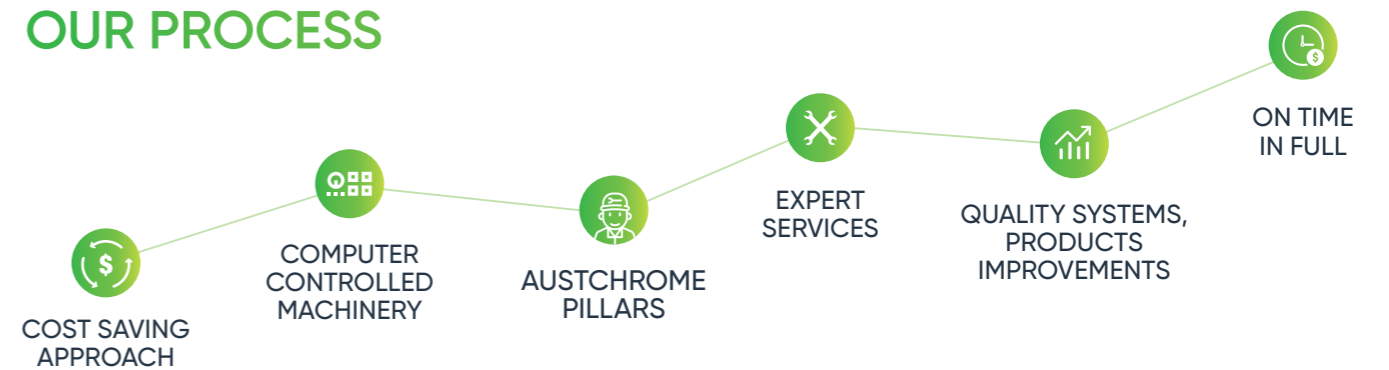 OUR PROCESS
COST SAVING
APPROACH
COMPUTER
CONTROLLED
MACHINERY
AUSTCHROME
PILLARS
EXPERT
SERVICES
QUALITY SYSTEMS,
PRODUCTS
IMPROVEMENTS
ON TIME
IN FULL